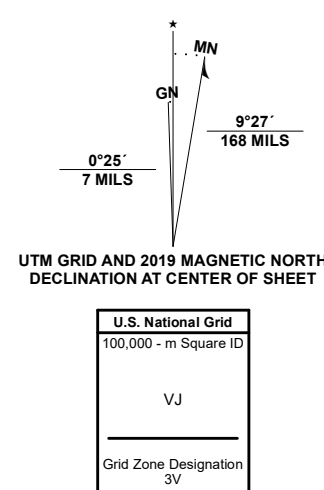 ★
MN
GN
9°27´
168 MILS
0°25´
7 MILS
UTM GRID AND 2019 MAGNETIC NORTH
DECLINATION AT CENTER OF SHEET
U.S. National Grid
100,000 - m Square ID
VJ
Grid Zone Designation
3V